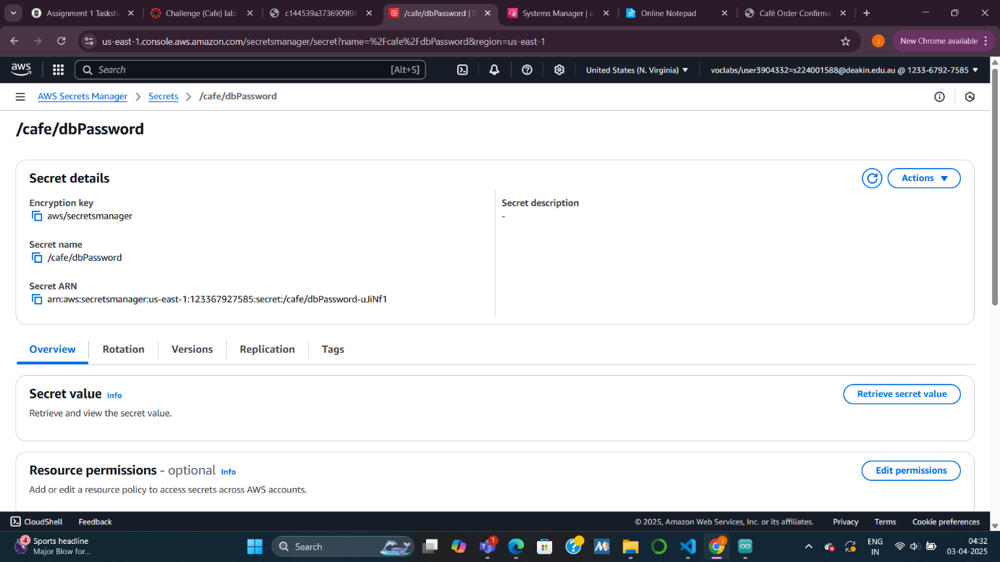 Assignment 1 Tasksh
Challenge (Cafe) lab:
c144539a3736909l98
/cafe/dbPassword | S
Systems Manager | u
Online Notepad
Café Order Confirma
us-east-1.console.aws.amazon.com/secretsmanager/secret?name=%2Fcafe%2FdbPassword&region=us-east-1
j
New Chrome available
aws
Search
[Alt+S]
United States (N. Virginia)
voclabs/user3904332=s224001588@deakin.edu.au @ 1233-6792-7585
AWS Secrets Manager
Secrets
/cafe/dbPassword
/cafe/dbPassword
Secret details
Actions
Encryption key
aws/secretsmanager
Secret description
-
Secret name
/cafe/dbPassword
Secret ARN
arn:aws:secretsmanager:us-east-1:123367927585:secret:/cafe/dbPassword-uJiNf1
Overview
Rotation
Versions
Replication
Tags
Secret value Info
Retrieve secret value
Retrieve and view the secret value.
Resource permissions - optional Info
Edit permissions
Add or edit a resource policy to access secrets across AWS accounts.
CloudShell
Feedback
© 2025, Amazon Web Services, Inc. or its affiliates.
Privacy
Terms
Cookie preferences
4
Sports headline
Major Blow for...
Search
1
j
ENG
IN
04:32
03-04-2025